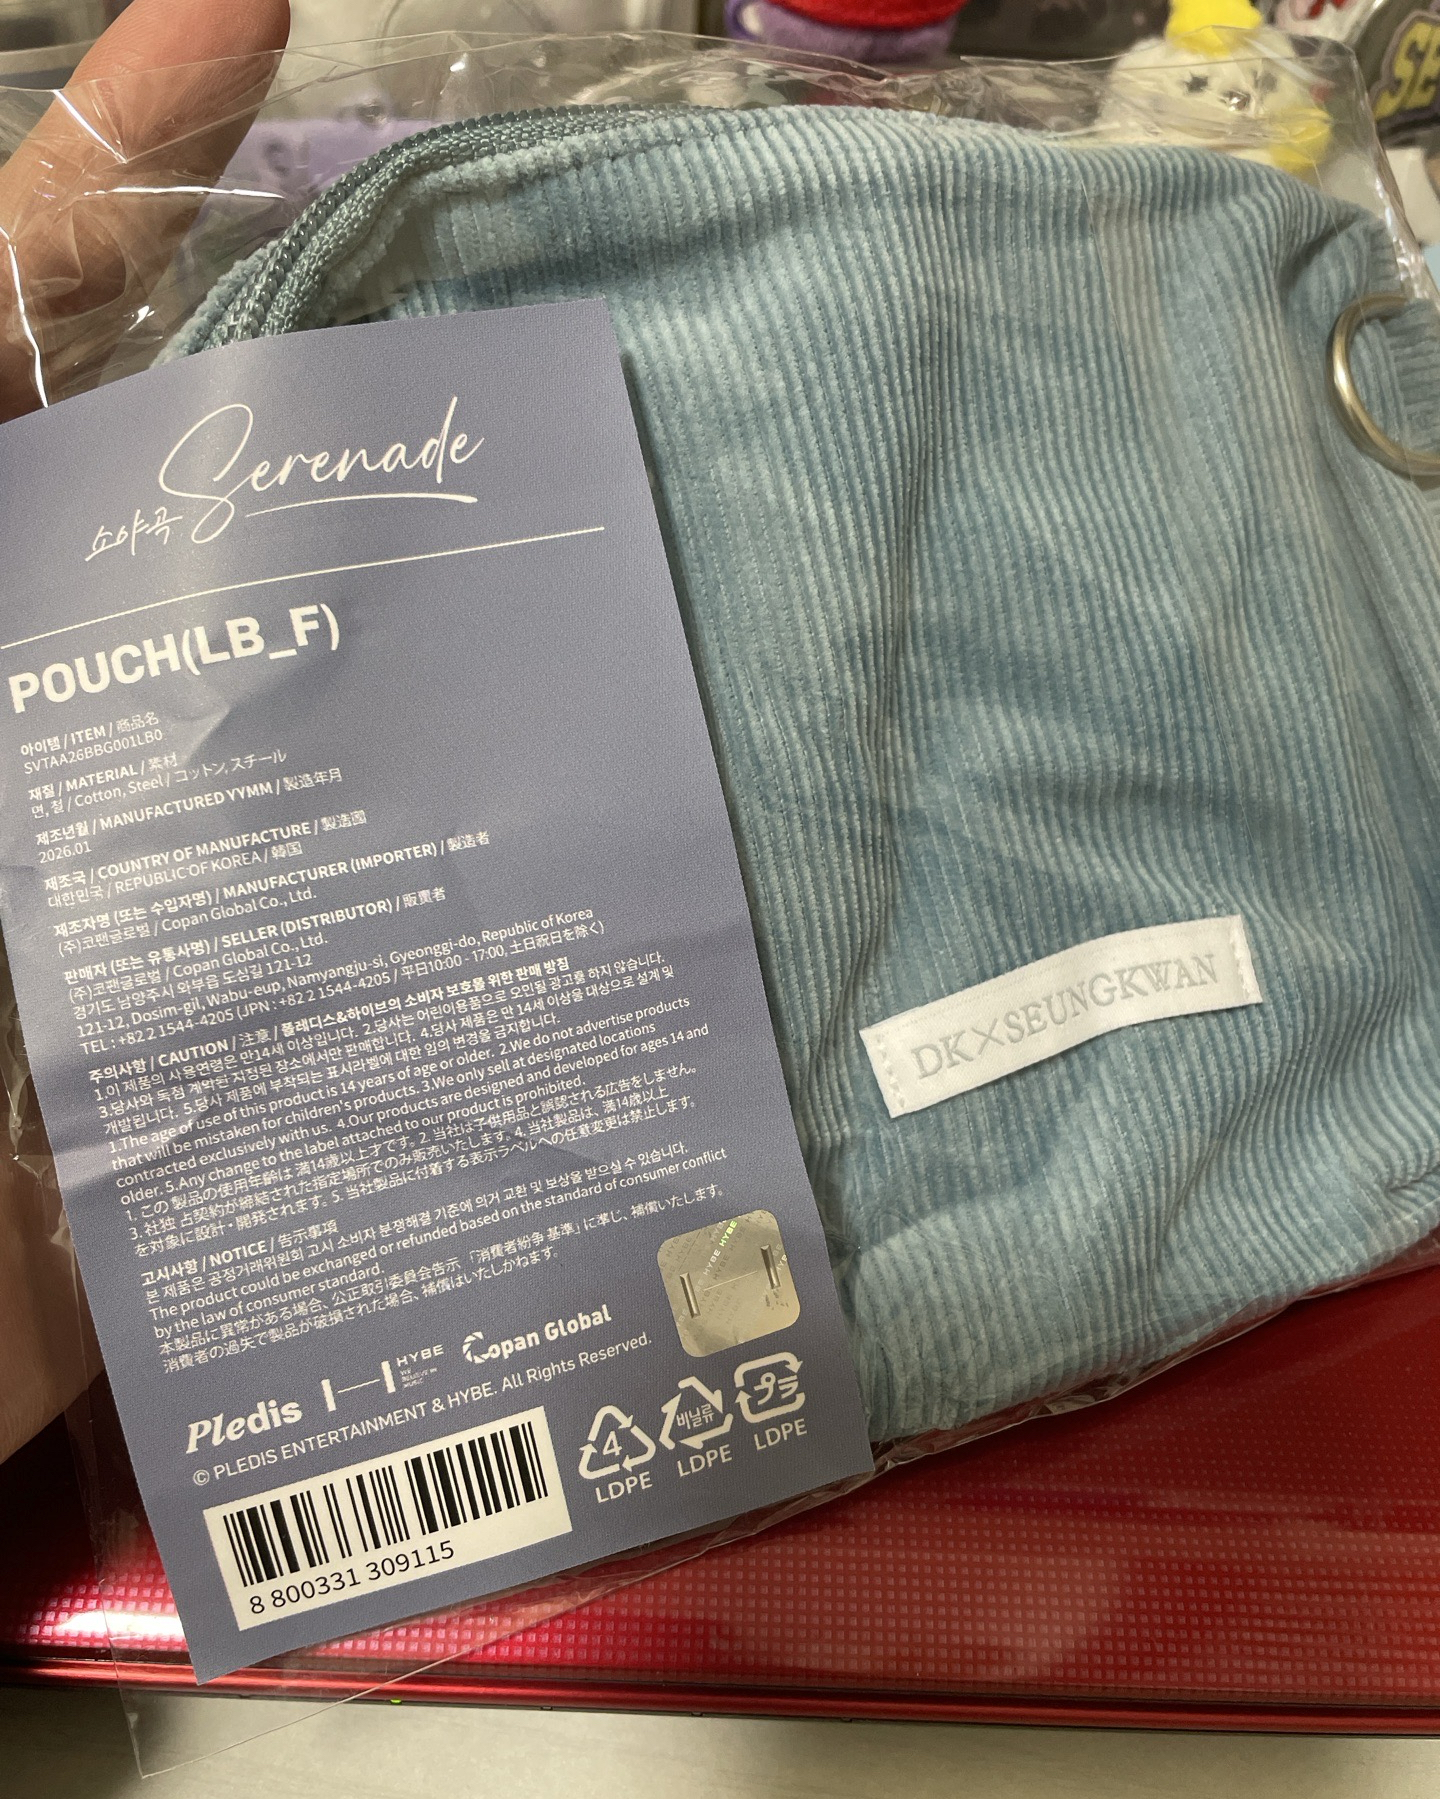 Serenade
소야곡
POUCH(LB_F)
아이템 / ITEM / 商品名
SVTAA26BBG001LB0
재질 / MATERIAL / 素材
면, 철 / Cotton, Steel / コットン, スチール
제조년월 / MANUFACTURED YYMM / 製造年月
2026.01
제조국 / COUNTRY OF MANUFACTURE / 製造國
대한민국 / REPUBLIC OF KOREA / 韓国
제조자명 (또는 수입자명) / MANUFACTURER (IMPORTER) / 製造者
(주)코팬글로벌 / Copan Global Co., Ltd.
판매자 (또는 유통사명) / SELLER (DISTRIBUTOR) / 販賣者
(주)코팬글로벌 / Copan Global Co., Ltd.
경기도 남양주시 와부읍 도심길 121-12
121-12, Dosim-gil, Wabu-eup, Namyangju-si, Gyeonggi-do, Republic of Korea
TEL : +82 2 1544-4205 (JPN : +82 2 1544-4205 / 平日10:00 - 17:00, 土日祝日を除く)
주의사항 / CAUTION / 注意 / 플레디스&하이브의 소비자 보호를 위한 판매 방침
1.이 제품의 사용연령은 만14세 이상입니다. 2.당사는 어린이용품으로 오인될 광고를 하지 않습니다.
3.당사와 독점 계약된 지정된 장소에서만 판매합니다. 4.당사 제품은 만 14세 이상을 대상으로 설계 및
개발됩니다. 5.당사 제품에 부착되는 표시라벨에 대한 임의 변경을 금지합니다.
1.The age of use of this product is 14 years of age or older. 2.We do not advertise products
that will be mistaken for children's products. 3.We only sell at designated locations
contracted exclusively with us. 4.Our products are designed and developed for ages 14 and
older. 5.Any change to the label attached to our product is prohibited.
1. この 製品の使用年齢は 満14歳以上才です。2. 当社は子供用品と誤認される広告をしません。
3. 社独 占契約が締結された指定場所でのみ販売いたします。4. 当社製品は、満14歳以上
を対象に設計・開発されます。5. 当社製品に付着する表示ラベルへの任意変更は禁止します。
고시사항 / NOTICE / 告示事項
본 제품은 공정거래위원회 고시 소비자 분쟁해결 기준에 의거 교환 및 보상을 받으실 수 있습니다.
The product could be exchanged or refunded based on the standard of consumer conflict
by the law of consumer standard.
本製品に異常がある場合、公正取引委員会告示「消費者紛争 基準」に準じ、補償いたします。
消費者の過失で製品が破損された場合、補償はいたしかねます。
Pledis HYBE Copan Global
© PLEDIS ENTERTAINMENT & HYBE. All Rights Reserved.
8 800331 309115
4 비닐류 プラ
LDPE LDPE LDPE
HYBE HYBE
DK×SEUNGKWAN
SE